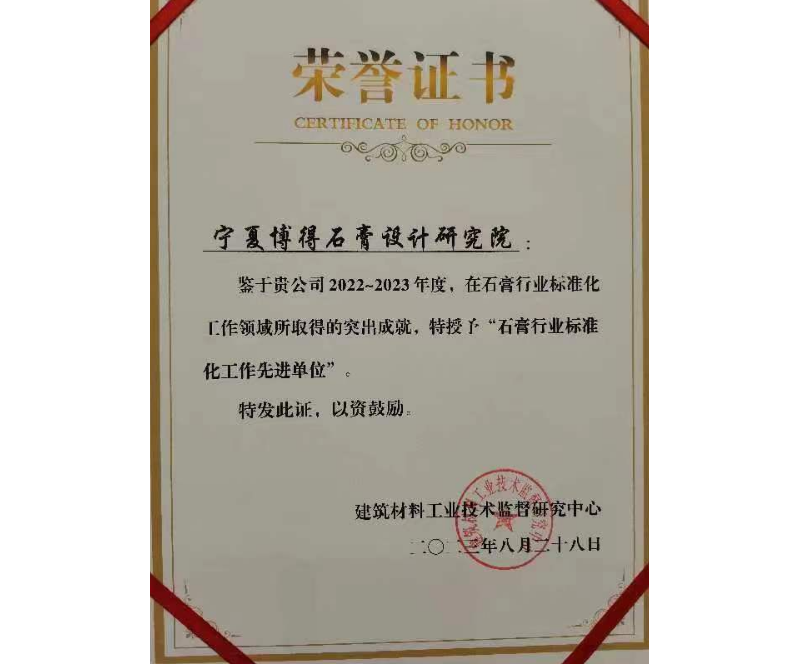 荣誉证书
CERTIFICATE OF HONOR
宁夏博得石膏设计研究院：
鉴于贵公司2022~2023年度，在石膏行业标准化
工作领域所取得的突出成就，特授予“石膏行业标准
化工作先进单位”。
特发此证，以资鼓励。
建筑材料工业技术监督研究中心
二〇二三年八月二十八日